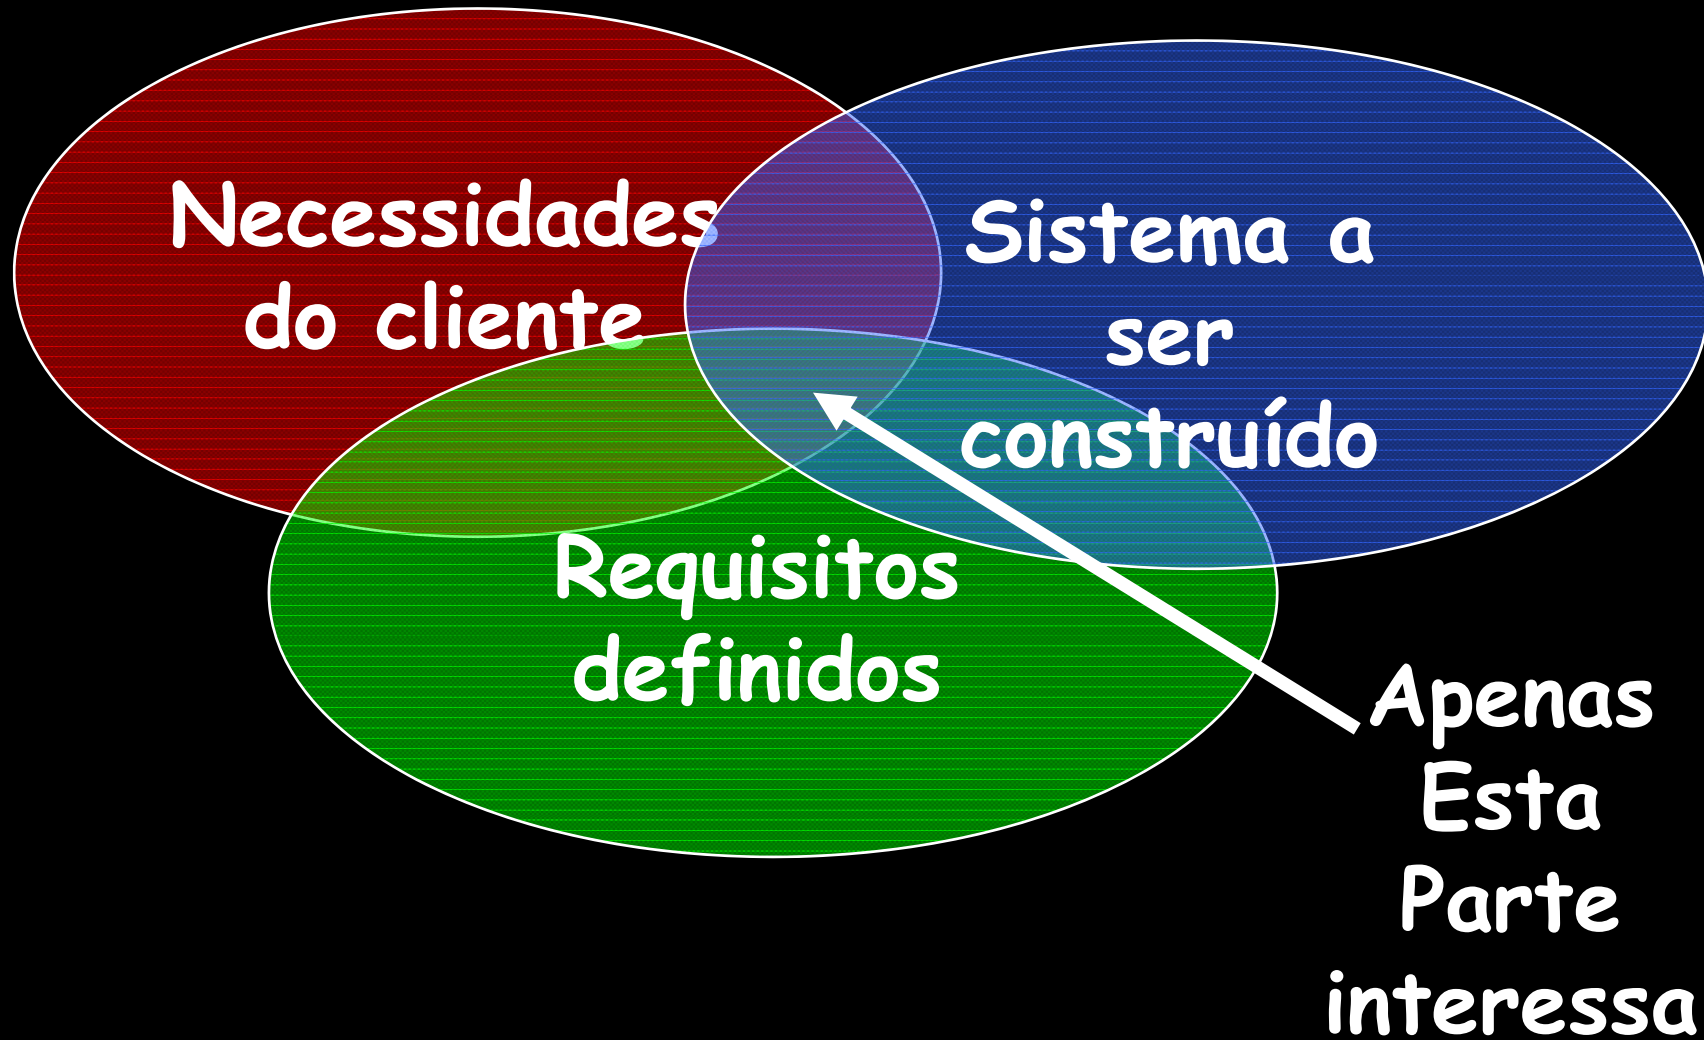 Necessidades
do cliente
Sistema a
ser
construído
Requisitos
definidos
Apenas
Esta
Parte
interessa